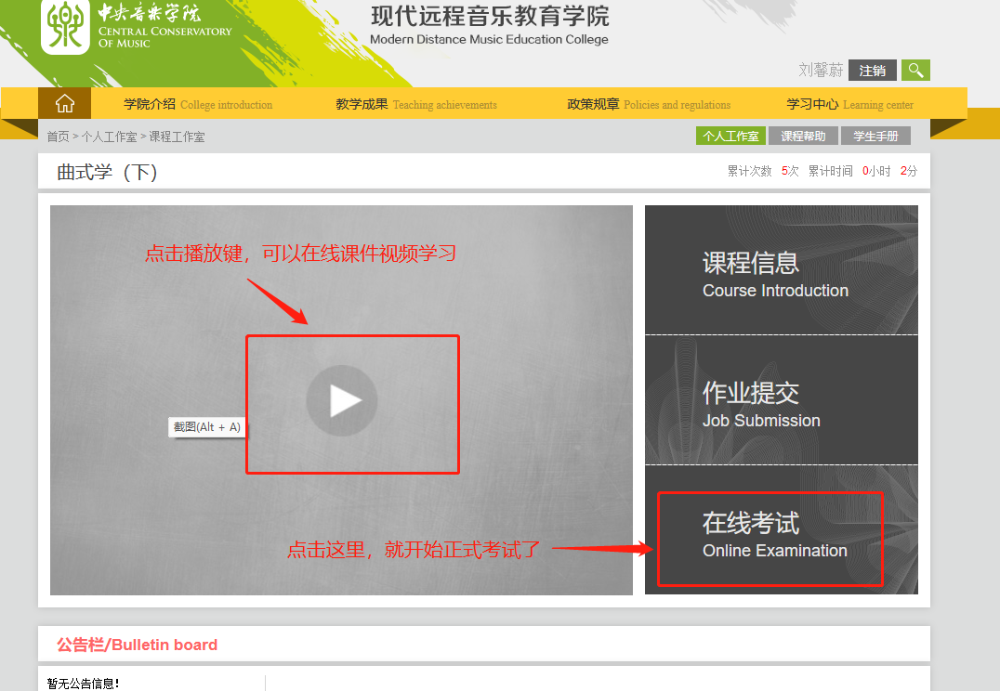 中央音乐学院
CENTRAL CONSERVATORY
OF MUSIC
现代远程音乐教育学院
Modern Distance Music Education College
刘馨蔚 注销
学院介绍 College introduction 教学成果 Teaching achievements 政策规章 Policies and regulations 学习中心 Learning center
首页 > 个人工作室 > 课程工作室 个人工作室 课程帮助 学生手册
曲式学（下） 累计次数 5次 累计时间 0小时 2分
点击播放键，可以在线课件视频学习
截图(Alt + A)
点击这里，就开始正式考试了
课程信息
Course Introduction
作业提交
Job Submission
在线考试
Online Examination
公告栏/Bulletin board
暂无公告信息!